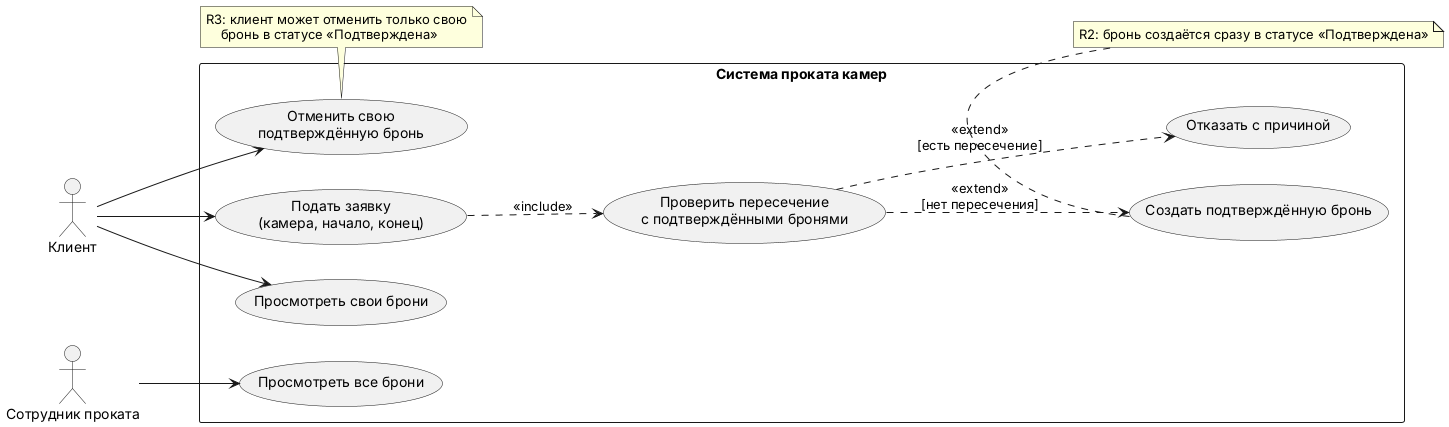 R3: клиент может отменить только свою
бронь в статусе «Подтверждена»
R2: бронь создаётся сразу в статусе «Подтверждена»
Система проката камер
Отменить свою
подтверждённую бронь
«extend»
[есть пересечение]
Отказать с причиной
Клиент
Подать заявку
(камера, начало, конец)
«include»
Проверить пересечение
с подтверждёнными бронями
«extend»
[нет пересечения]
Создать подтверждённую бронь
Просмотреть свои брони
Сотрудник проката
Просмотреть все брони